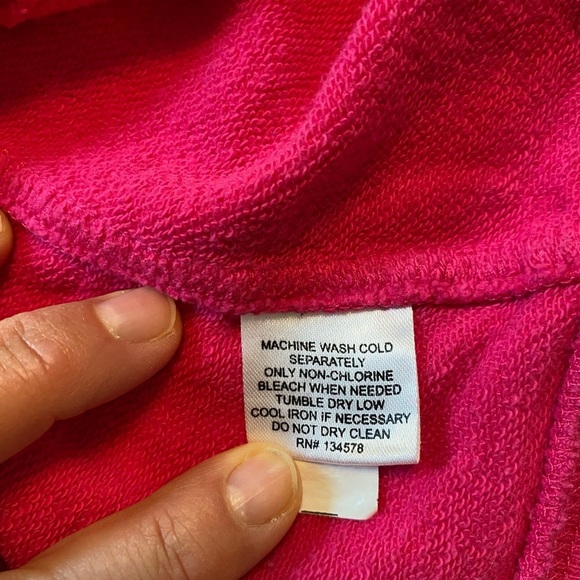 MACHINE WASH COLD
SEPARATELY
ONLY NON-CHLORINE
BLEACH WHEN NEEDED
TUMBLE DRY LOW
COOL IRON iF NECESSARY
DO NOT DRY CLEAN
RN# 134578